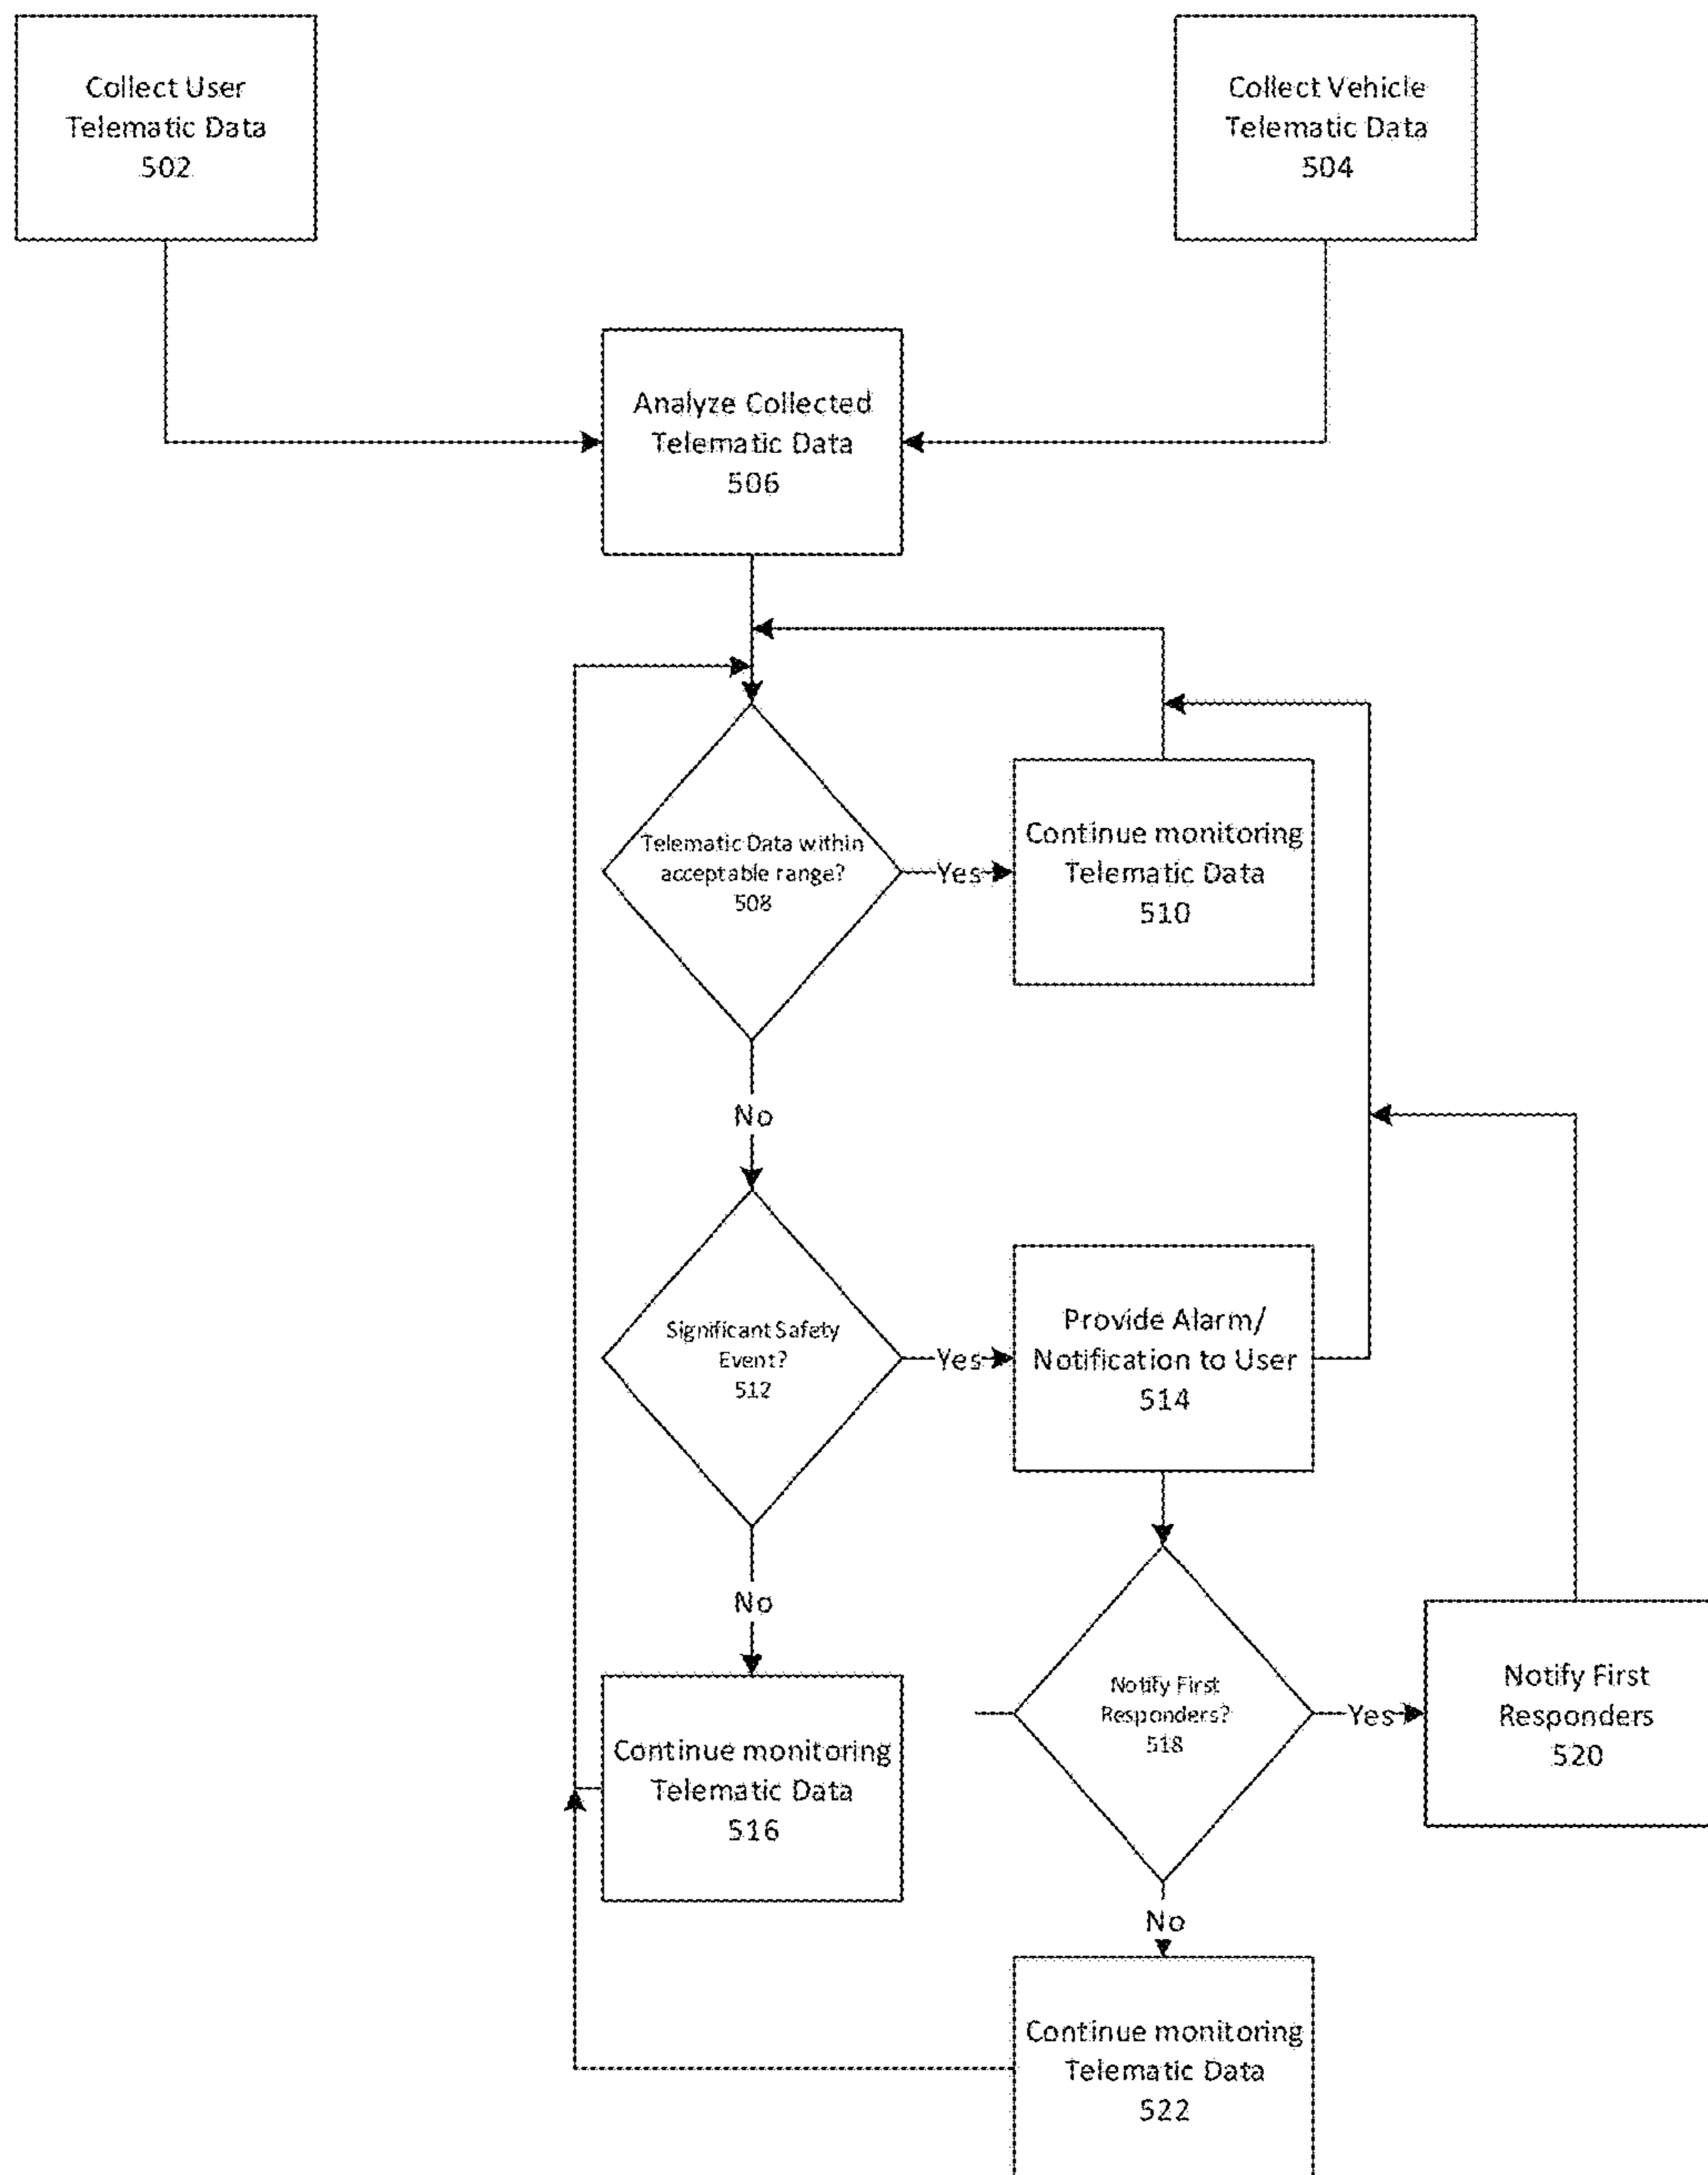 Collect User
Telematic Data
502
Collect Vehicle
Telematic Data
504
Analyze Collected
Telematic Data
506
Telematic Data within
acceptable range?
508
Yes
Continue monitoring
Telematic Data
510
No
Significant Safety
Event?
512
Yes
Provide Alarm/
Notification to User
514
No
Continue monitoring
Telematic Data
516
Notify First
Responders?
518
Yes
Notify First
Responders
520
No
Continue monitoring
Telematic Data
522